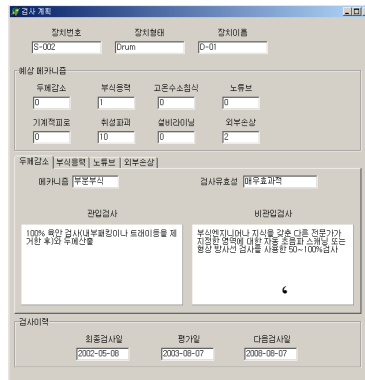 검사 계획
장치번호 장치형태 장치이름
S-002 Drum D-01
예상 메카니즘
두께감소 부식응력 고온수소침식 노튜브
0 1 0 0
기계적피로 취성파괴 설비라이닝 외부손상
0 10 0 2
두께감소 부식응력 노튜브 외부손상
메카니즘 부분부식 검사유효성 매우효과적
관입검사 비관입검사
100% 육안 검사(내부패킹이나 트레이등을 제
거한 후)와 두께산출
부식엔지니어나 지식을 갖춘 다른 전문가가
지정한 영역에 대한 자동 초음파 스캐닝 또는
형상 방사선 검사를 사용한 50~100%검사
검사이력
최종검사일 평가일 다음검사일
2002-05-08 2003-08-07 2008-08-07